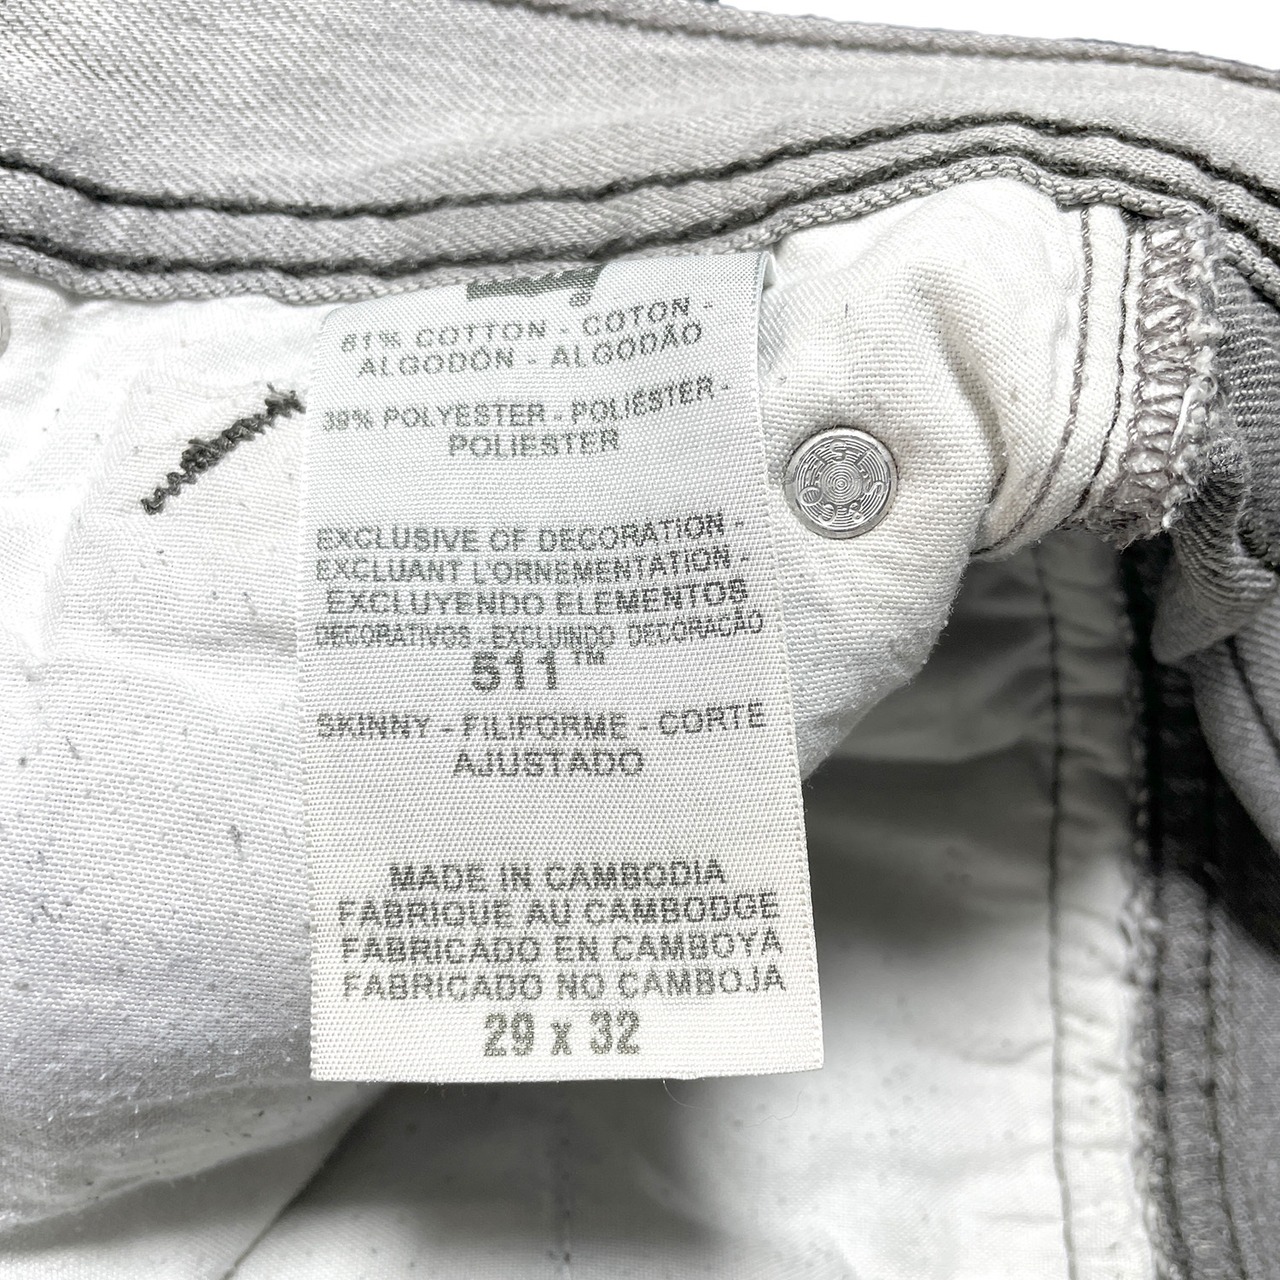 61% COTTON - COTON -
ALGODÓN - ALGODÃO
39% POLYESTER - POLIESTER -
POLIESTER
EXCLUSIVE OF DECORATION -
EXCLUANT L'ORNEMENTATION -
EXCLUYENDO ELEMENTOS
DECORATIVOS - EXCLUINDO DECORAÇÃO
511™
SKINNY - FILIFORME - CORTE
AJUSTADO
MADE IN CAMBODIA
FABRIQUE AU CAMBODGE
FABRICADO EN CAMBOYA
FABRICADO NO CAMBOJA
29 x 32